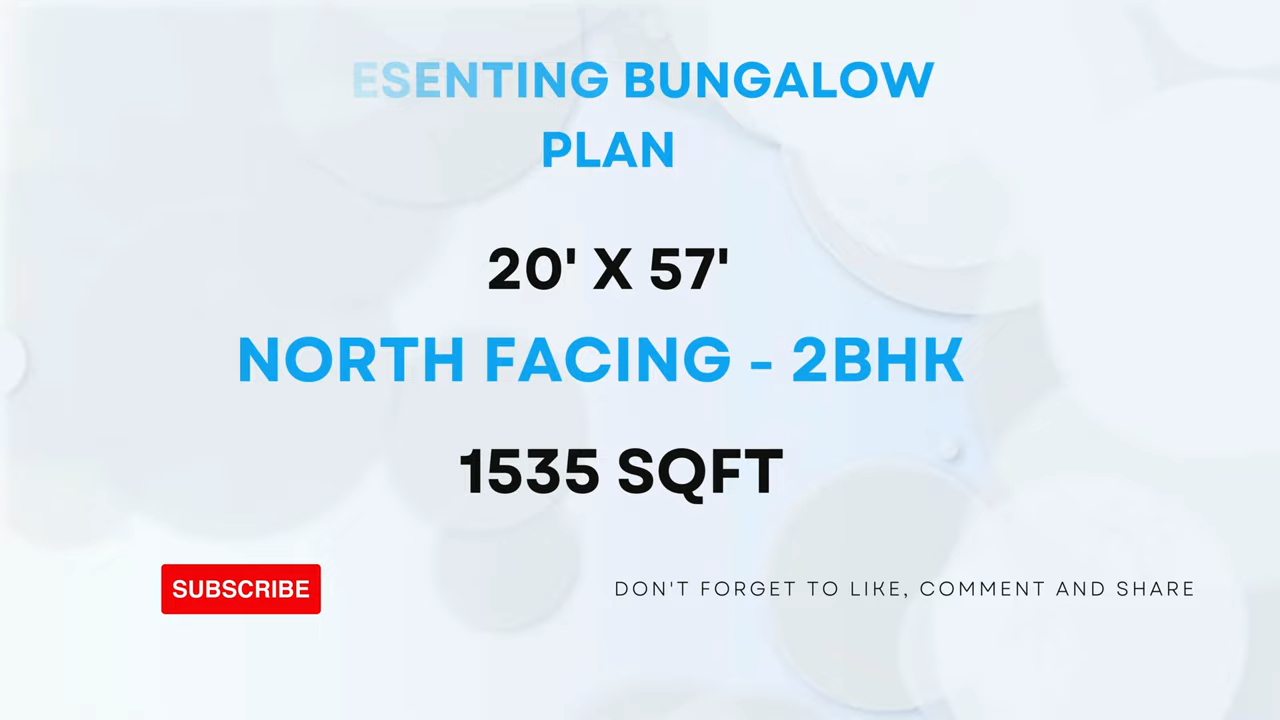 ESENTING BUNGALOW
PLAN
20' X 57'
NORTH FACING - 2BHK
1535 SQFT
SUBSCRIBE
DON'T FORGET TO LIKE, COMMENT AND SHARE